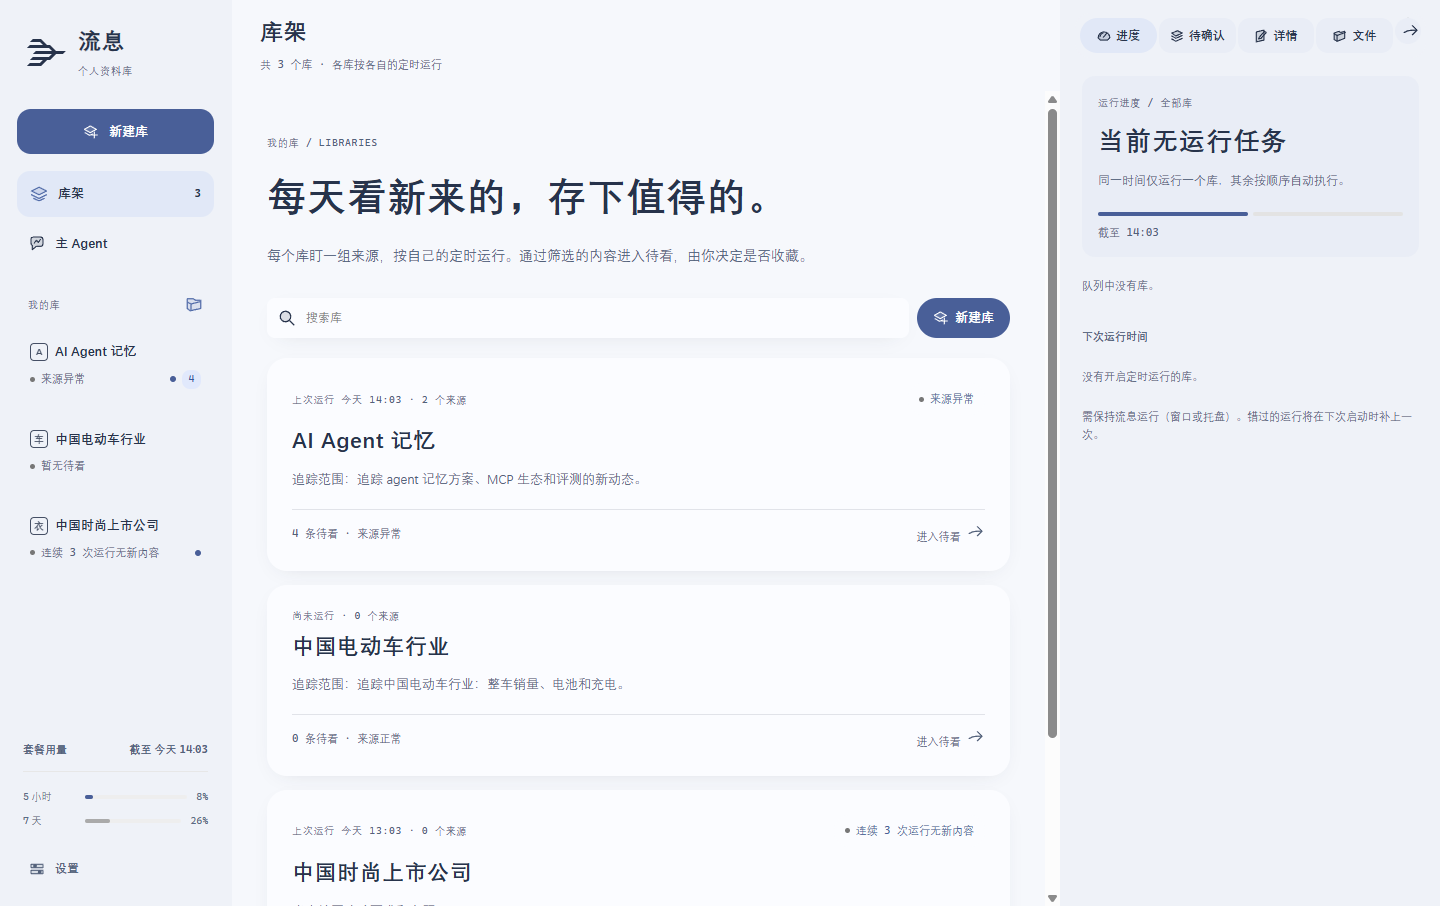 流息
个人资料库
新建库
库架 3
主 Agent
我的库
A AI Agent 记忆
来源异常 4
车 中国电动车行业
暂无待看
衣 中国时尚上市公司
连续 3 次运行无新内容
套餐用量 截至 今天 14:03
5 小时 8%
7 天 26%
设置
库架
共 3 个库 · 各库按各自的定时运行
我的库 / LIBRARIES
每天看新来的，存下值得的。
每个库盯一组来源，按自己的定时运行。通过筛选的内容进入待看，由你决定是否收藏。
搜索库
新建库
上次运行 今天 14:03 · 2 个来源
来源异常
AI Agent 记忆
追踪范围：追踪 agent 记忆方案、MCP 生态和评测的新动态。
4 条待看 · 来源异常
进入待看
尚未运行 · 0 个来源
中国电动车行业
追踪范围：追踪中国电动车行业：整车销量、电池和充电。
0 条待看 · 来源正常
进入待看
上次运行 今天 13:03 · 0 个来源
连续 3 次运行无新内容
中国时尚上市公司
进度
待确认
详情
文件
运行进度 / 全部库
当前无运行任务
同一时间仅运行一个库，其余按顺序自动执行。
截至 14:03
队列中没有库。
下次运行时间
没有开启定时运行的库。
需保持流息运行（窗口或托盘）。错过的运行将在下次启动时补上一
次。